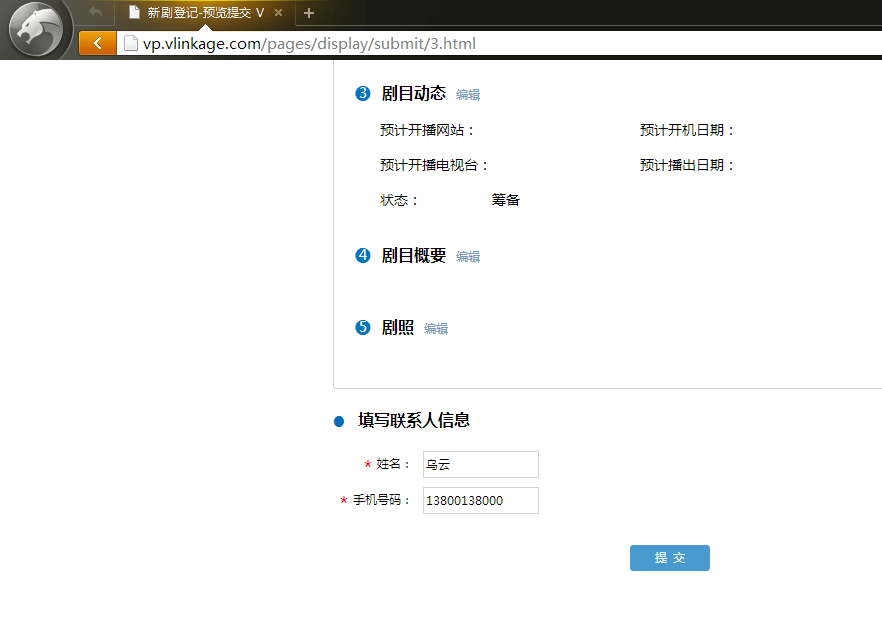 新剧登记-预览提交 V
vp.vlinkage.com/pages/display/submit/3.html
3 剧目动态 编辑
预计开播网站： 预计开机日期：
预计开播电视台： 预计播出日期：
状态： 筹备
4 剧目概要 编辑
5 剧照 编辑
填写联系人信息
* 姓名： 乌云
* 手机号码： 13800138000
提 交